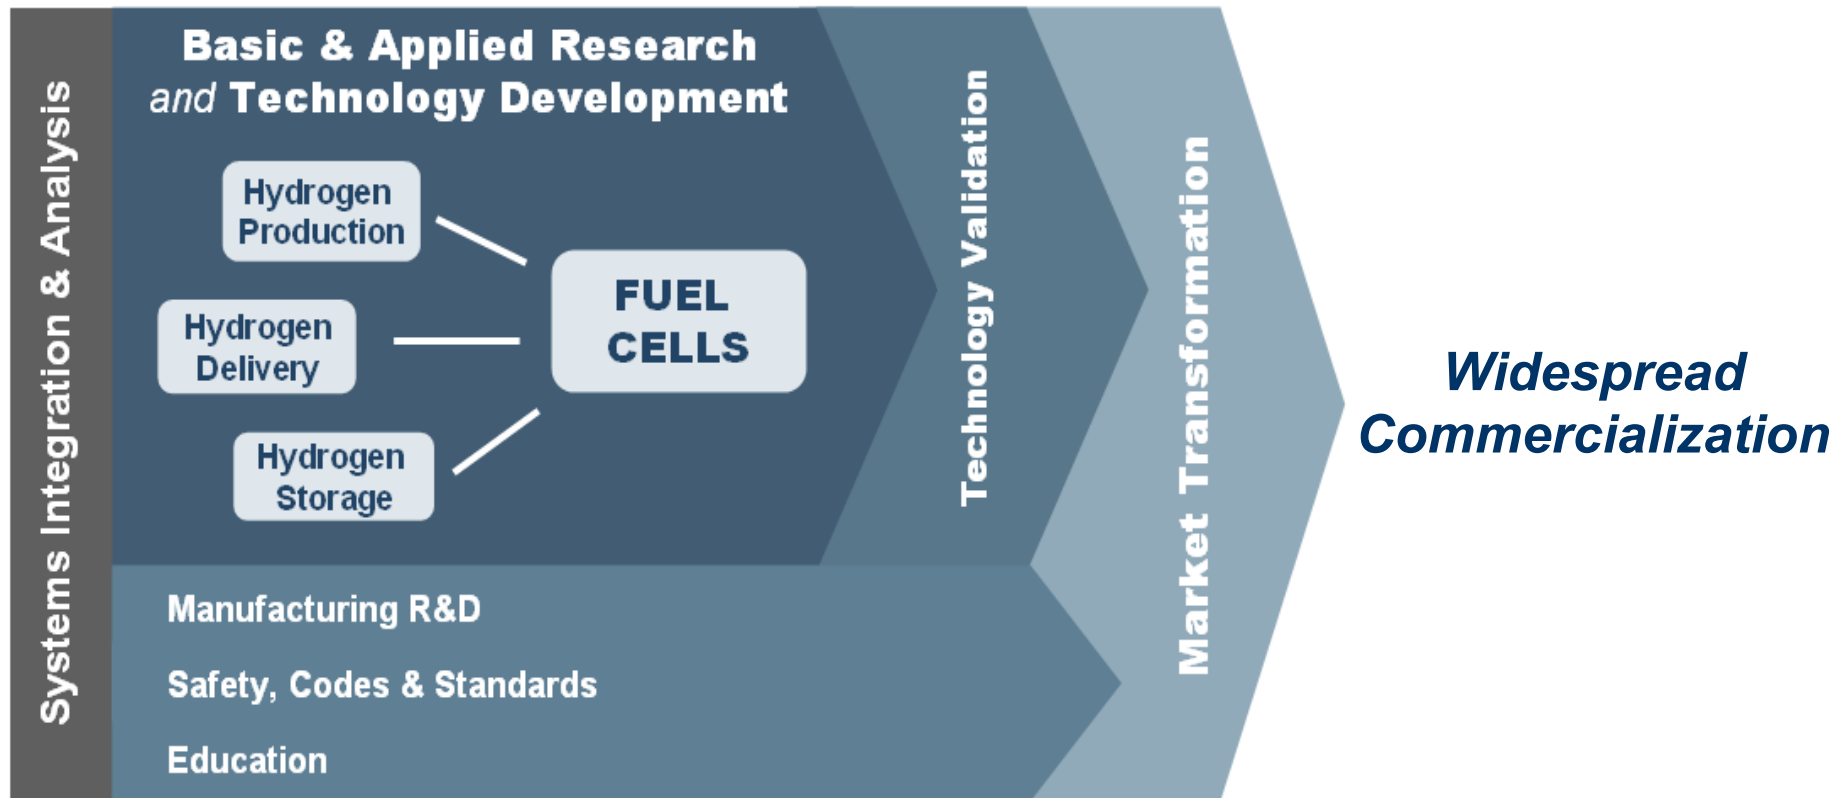 Systems Integration & Analysis
Basic & Applied Research
and Technology Development
Hydrogen
Production
Hydrogen
Delivery
Hydrogen
Storage
FUEL
CELLS
Technology Validation
Market Transformation
Manufacturing R&D
Safety, Codes & Standards
Education
Widespread
Commercialization